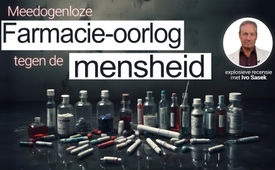 Meedogenloze
Farmacie-oorlog
tegen de mensheid
explosieve recensie
met Ivo Sasek